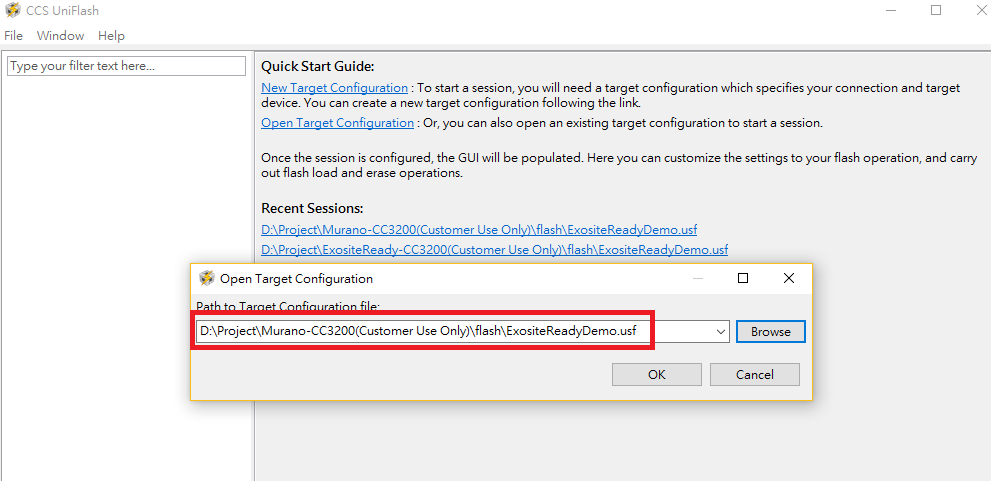 CCS UniFlash
File Window Help
Type your filter text here...
Quick Start Guide:
New Target Configuration : To start a session, you will need a target configuration which specifies your connection and target
device. You can create a new target configuration following the link.
Open Target Configuration : Or, you can also open an existing target configuration to start a session.
Once the session is configured, the GUI will be populated. Here you can customize the settings to your flash operation, and carry
out flash load and erase operations.
Recent Sessions:
D:\Project\Murano-CC3200(Customer Use Only)\flash\ExositeReadyDemo.usf
D:\Project\ExositeReady-CC3200(Customer Use Only)\flash\ExositeReadyDemo.usf
Open Target Configuration
Path to Target Configuration file:
D:\Project\Murano-CC3200(Customer Use Only)\flash\ExositeReadyDemo.usf
Browse
OK
Cancel